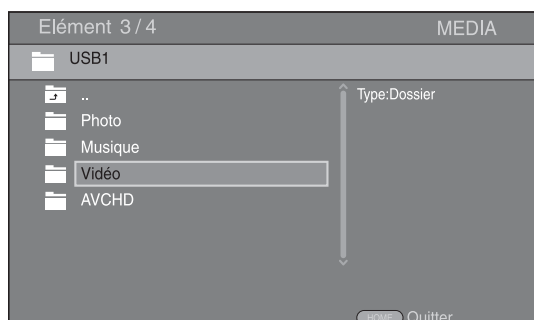 Elément 3 / 4 MEDIA
USB1
..
Type:Dossier
Photo
Musique
Vidéo
AVCHD
HOME Quitter